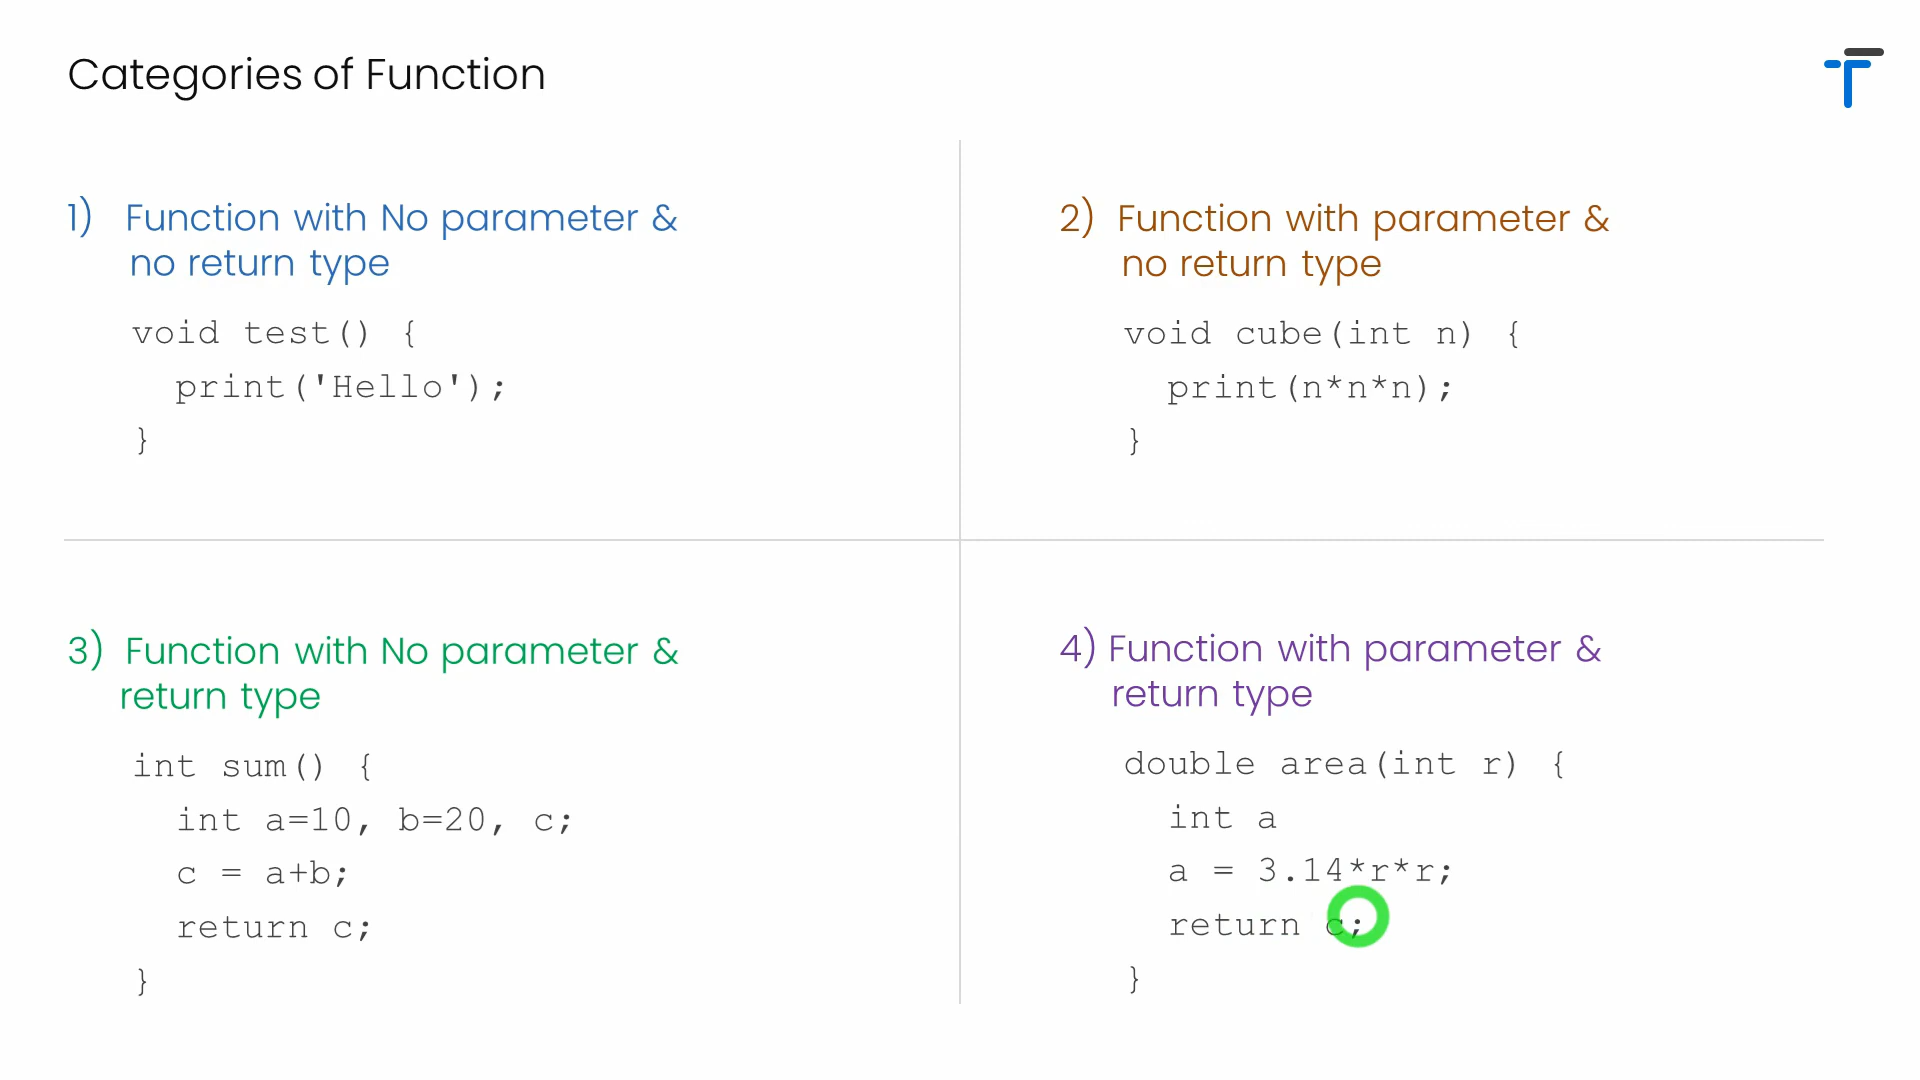 Categories of Function
1) Function with No parameter &
no return type
void test() {
print('Hello');
}
2) Function with parameter &
no return type
void cube(int n) {
print(n*n*n);
}
3) Function with No parameter &
return type
int sum() {
int a=10, b=20, c;
c = a+b;
return c;
}
4) Function with parameter &
return type
double area(int r) {
int a
a = 3.14*r*r;
return c;
}